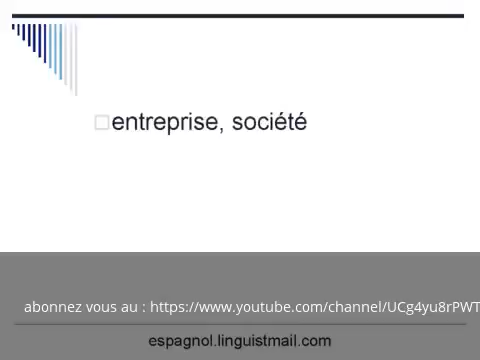 entreprise, société
abonnez vous au : https://www.youtube.com/channel/UCg4yu8rPWT
espagnol.linguistmail.com